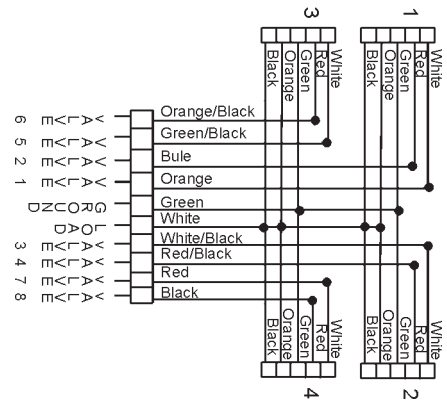 3
1
Black
Orange
Green
Red
White
Black
Orange
Green
Red
White
VALVE 6
Orange/Black
VALVE 5
Green/Black
VALVE 2
Bule
VALVE 1
Orange
GROUND
Green
LOAD
White
VALVE 3
White/Black
VALVE 4
Red/Black
VALVE 7
Red
VALVE 8
Black
Black
Orange
Green
Red
White
Black
Orange
Green
Red
White
4
2